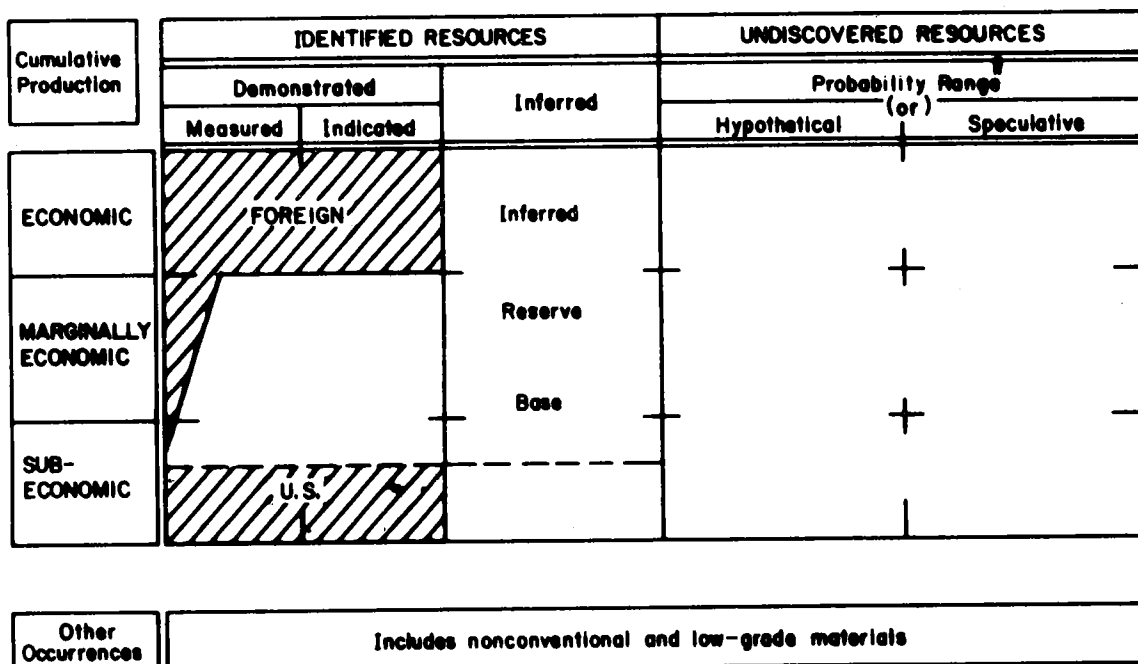 Cumulative
Production
IDENTIFIED RESOURCES
UNDISCOVERED RESOURCES
Demonstrated
Inferred
Probability Range
(or)
Measured
Indicated
Hypothetical
Speculative
ECONOMIC
FOREIGN
Inferred
MARGINALLY
ECONOMIC
Reserve
Base
SUB-
ECONOMIC
U.S.
Other
Occurrences
Includes nonconventional and low-grade materials